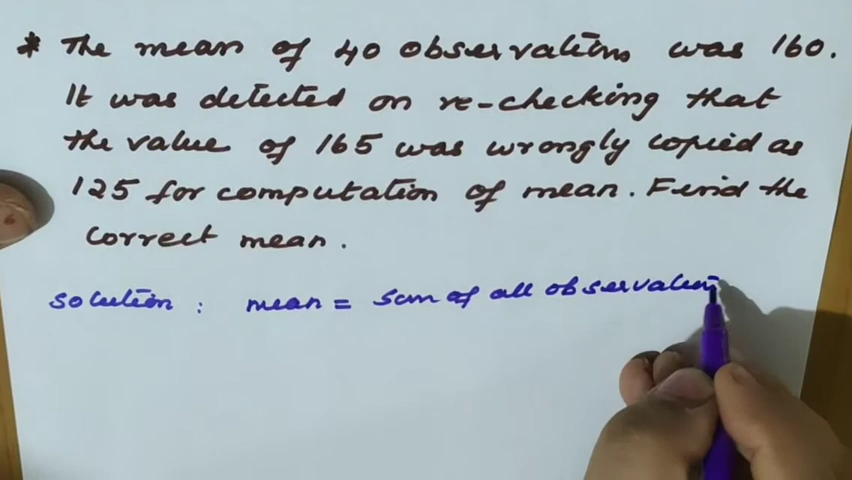 * The mean of 40 observations was 160.
It was detected on re-checking that
the value of 165 was wrongly copied as
125 for computation of mean. Find the
correct mean.
Solution : mean = sum of all observation